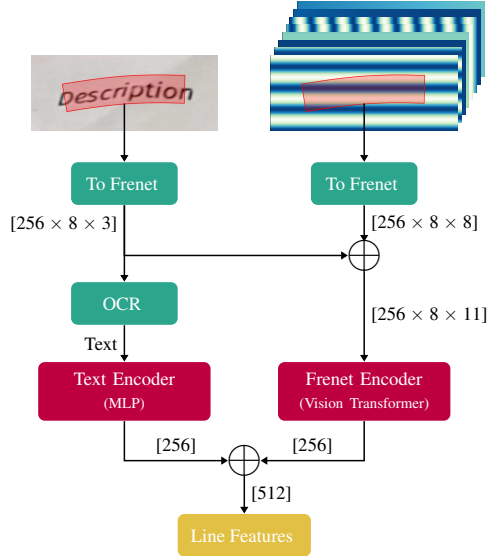 Description
To Frenet
To Frenet
[256 × 8 × 3]
[256 × 8 × 8]
OCR
[256 × 8 × 11]
Text
Text Encoder
(MLP)
Frenet Encoder
(Vision Transformer)
[256]
[256]
[512]
Line Features